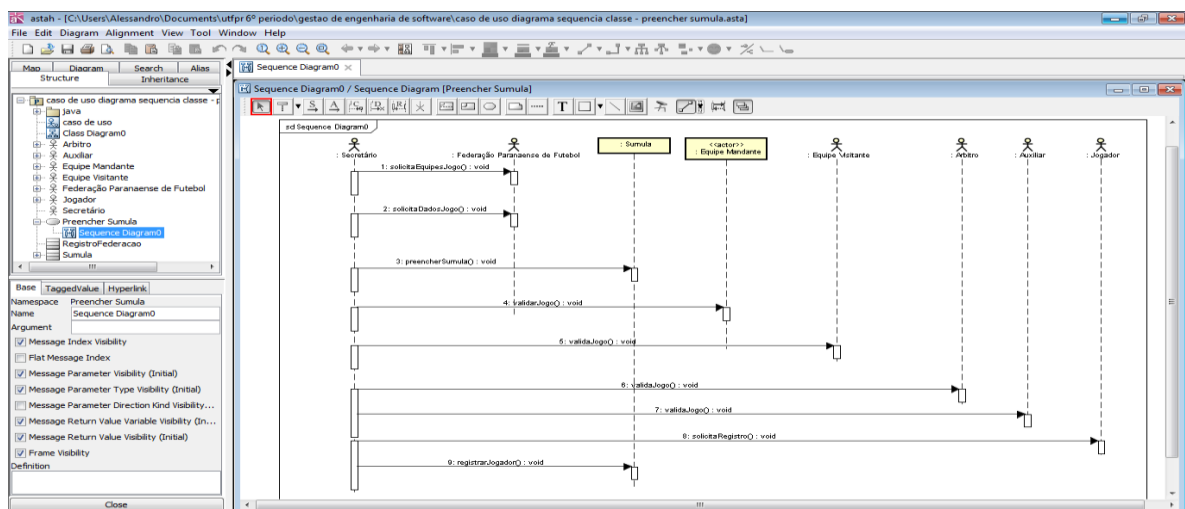 astah - [C:\Users\Alessandro\Documents\utfpr 6º periodo\gestao de engenharia de software\caso de uso diagrama sequencia classe - preencher sumula.asta]
File Edit Diagram Alignment View Tool Window Help
Map Diagram Search Alias
Structure Inheritance
caso de uso diagrama sequencia classe - p
java
caso de uso
Class Diagram0
Arbitro
Auxiliar
Equipe Mandante
Equipe Visitante
Federação Paranaense de Futebol
Jogador
Secretário
Preencher Sumula
Sequence Diagram0
RegistroFederacao
Sumula
Base TaggedValue Hyperlink
Namespace Preencher Sumula
Name Sequence Diagram0
Argument
Message Index Visibility
Flat Message Index
Message Parameter Visibility (Initial)
Message Parameter Type Visibility (Initial)
Message Parameter Direction Kind Visibility...
Message Return Value Variable Visibility (In...
Message Return Value Visibility (Initial)
Frame Visibility
Definition
Close
Sequence Diagram0
Sequence Diagram0 / Sequence Diagram [Preencher Sumula]
sd Sequence Diagram0
: Secretário
: Federação Paranaense de Futebol
: Sumula
<<actor>>
: Equipe Mandante
: Equipe Visitante
: Arbitro
: Auxiliar
: Jogador
1: solicitaEquipesJogo() : void
2: solicitaDadosJogo() : void
3: preencherSumula() : void
4: validarJogo() : void
5: validaJogo() : void
6: validaJogo() : void
7: validaJogo() : void
8: solicitaRegistro() : void
9: registrarJogador() : void